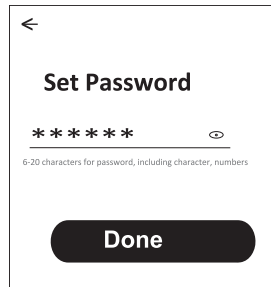 Set Password
******
6-20 characters for password, including character, numbers
Done